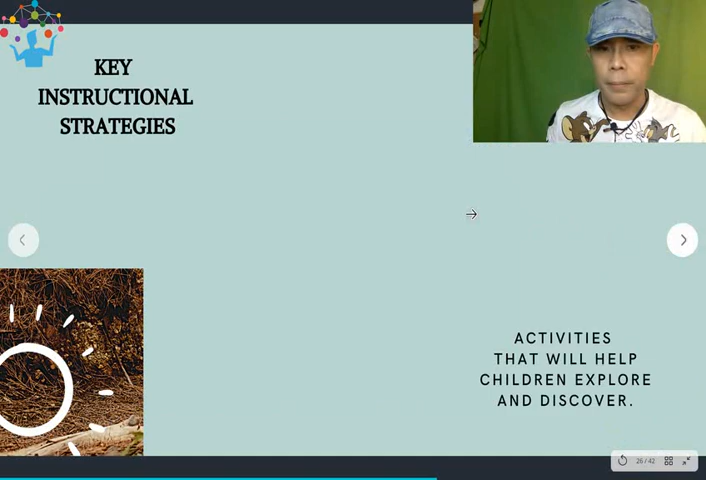 KEY
INSTRUCTIONAL
STRATEGIES
ACTIVITIES
THAT WILL HELP
CHILDREN EXPLORE
AND DISCOVER.
26 / 42